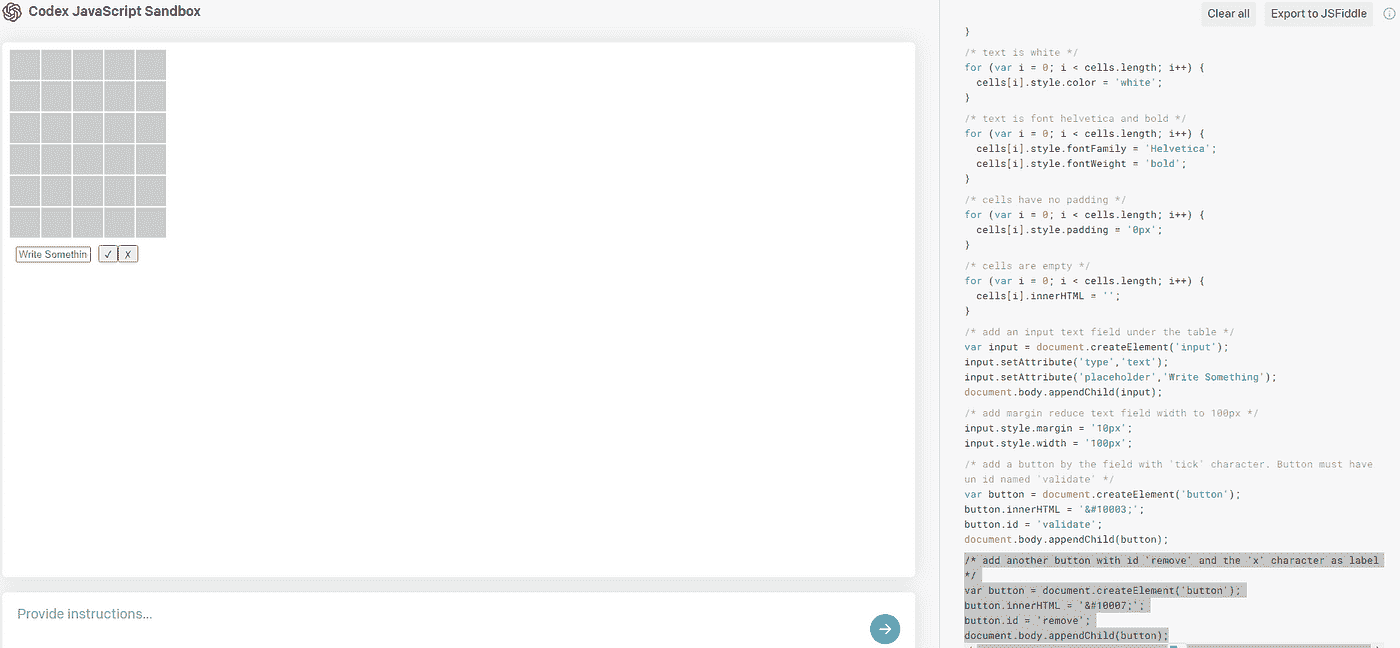 Codex JavaScript Sandbox
Clear all
Export to JSFiddle
}
/* text is white */
for (var i = 0; i < cells.length; i++) {
cells[i].style.color = 'white';
}
/* text is font helvetica and bold */
for (var i = 0; i < cells.length; i++) {
cells[i].style.fontFamily = 'Helvetica';
cells[i].style.fontWeight = 'bold';
}
/* cells have no padding */
for (var i = 0; i < cells.length; i++) {
cells[i].style.padding = '0px';
}
/* cells are empty */
for (var i = 0; i < cells.length; i++) {
cells[i].innerHTML = '';
}
/* add an input text field under the table */
var input = document.createElement('input');
input.setAttribute('type','text');
input.setAttribute('placeholder','Write Something');
document.body.appendChild(input);
/* add margin reduce text field width to 100px */
input.style.margin = '10px';
input.style.width = '100px';
/* add a button by the field with 'tick' character. Button must have
un id named 'validate' */
var button = document.createElement('button');
button.innerHTML = '&#10003;';
button.id = 'validate';
document.body.appendChild(button);
/* add another button with id 'remove' and the 'x' character as label
*/
var button = document.createElement('button');
button.innerHTML = '&#10007;';
button.id = 'remove';
document.body.appendChild(button);
Write Somethin
✓ ✗
Provide instructions...